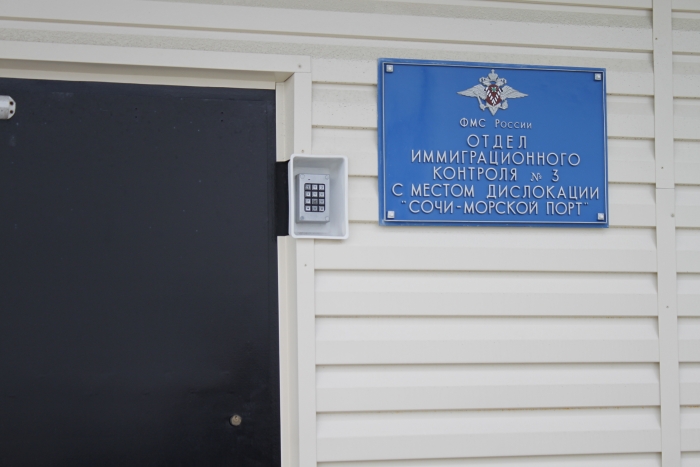 ФМС России
ОТДЕЛ
ИММИГРАЦИОННОГО
КОНТРОЛЯ № 3
С МЕСТОМ ДИСЛОКАЦИИ
"СОЧИ-МОРСКОЙ ПОРТ"